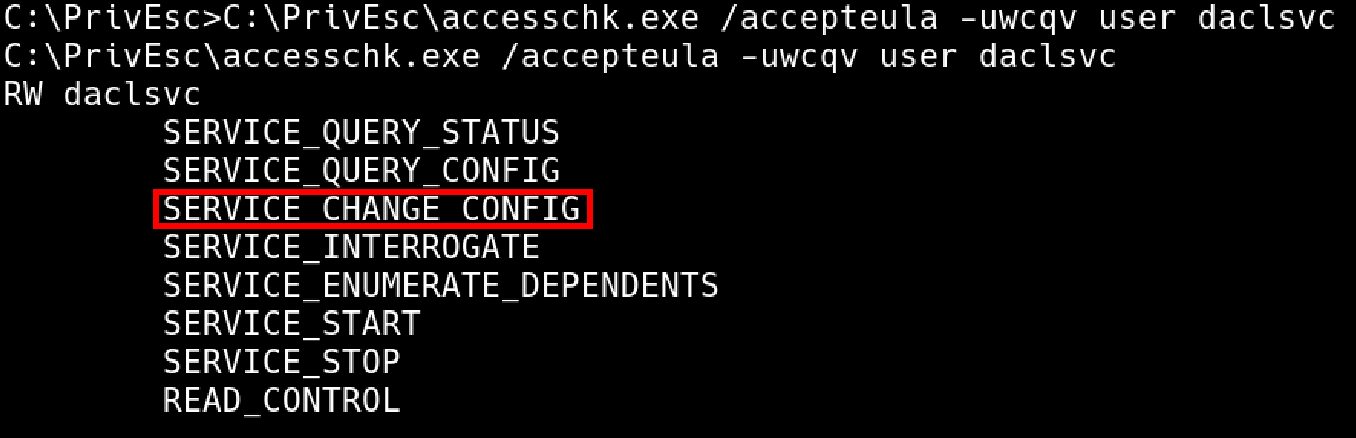 C:\PrivEsc>C:\PrivEsc\accesschk.exe /accepteula -uwcqv user daclsvc
C:\PrivEsc\accesschk.exe /accepteula -uwcqv user daclsvc
RW daclsvc
SERVICE_QUERY_STATUS
SERVICE_QUERY_CONFIG
SERVICE_CHANGE_CONFIG
SERVICE_INTERROGATE
SERVICE_ENUMERATE_DEPENDENTS
SERVICE_START
SERVICE_STOP
READ_CONTROL